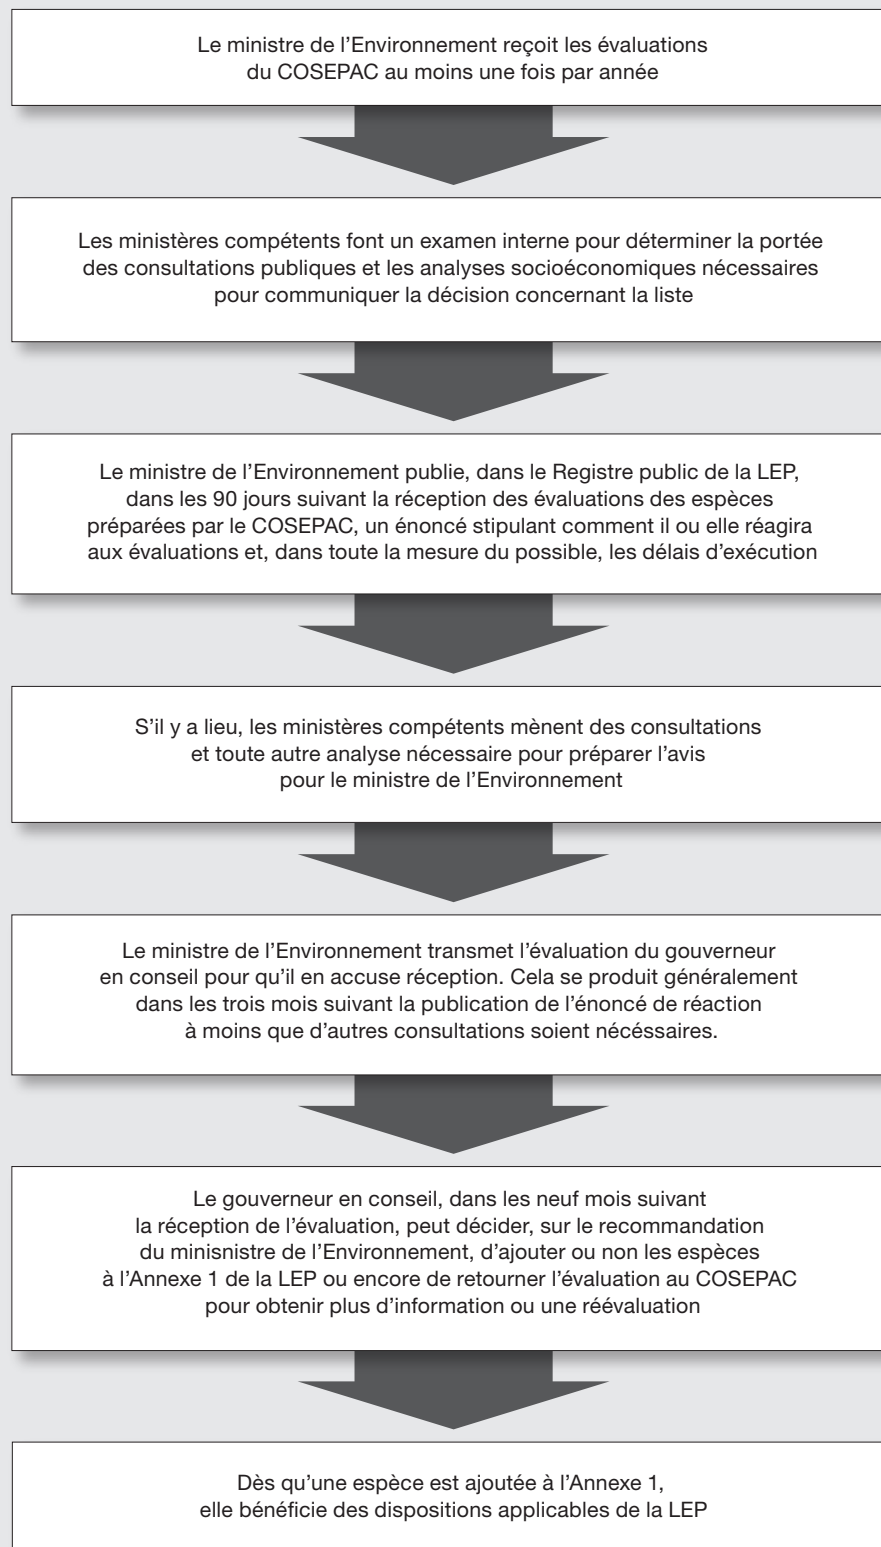 Le ministre de l’Environnement reçoit les évaluations
du COSEPAC au moins une fois par année
Les ministères compétents font un examen interne pour déterminer la portée
des consultations publiques et les analyses socioéconomiques nécessaires
pour communiquer la décision concernant la liste
Le ministre de l’Environnement publie, dans le Registre public de la LEP,
dans les 90 jours suivant la réception des évaluations des espèces
préparées par le COSEPAC, un énoncé stipulant comment il ou elle réagira
aux évaluations et, dans toute la mesure du possible, les délais d’exécution
S’il y a lieu, les ministères compétents mènent des consultations
et toute autre analyse nécessaire pour préparer l’avis
pour le ministre de l’Environnement
Le ministre de l’Environnement transmet l’évaluation du gouverneur
en conseil pour qu’il en accuse réception. Cela se produit généralement
dans les trois mois suivant la publication de l’énoncé de réaction
à moins que d’autres consultations soient nécéssaires.
Le gouverneur en conseil, dans les neuf mois suivant
la réception de l’évaluation, peut décider, sur le recommandation
du minisnistre de l’Environnement, d’ajouter ou non les espèces
à l’Annexe 1 de la LEP ou encore de retourner l’évaluation au COSEPAC
pour obtenir plus d’information ou une réévaluation
Dès qu’une espèce est ajoutée à l’Annexe 1,
elle bénéficie des dispositions applicables de la LEP